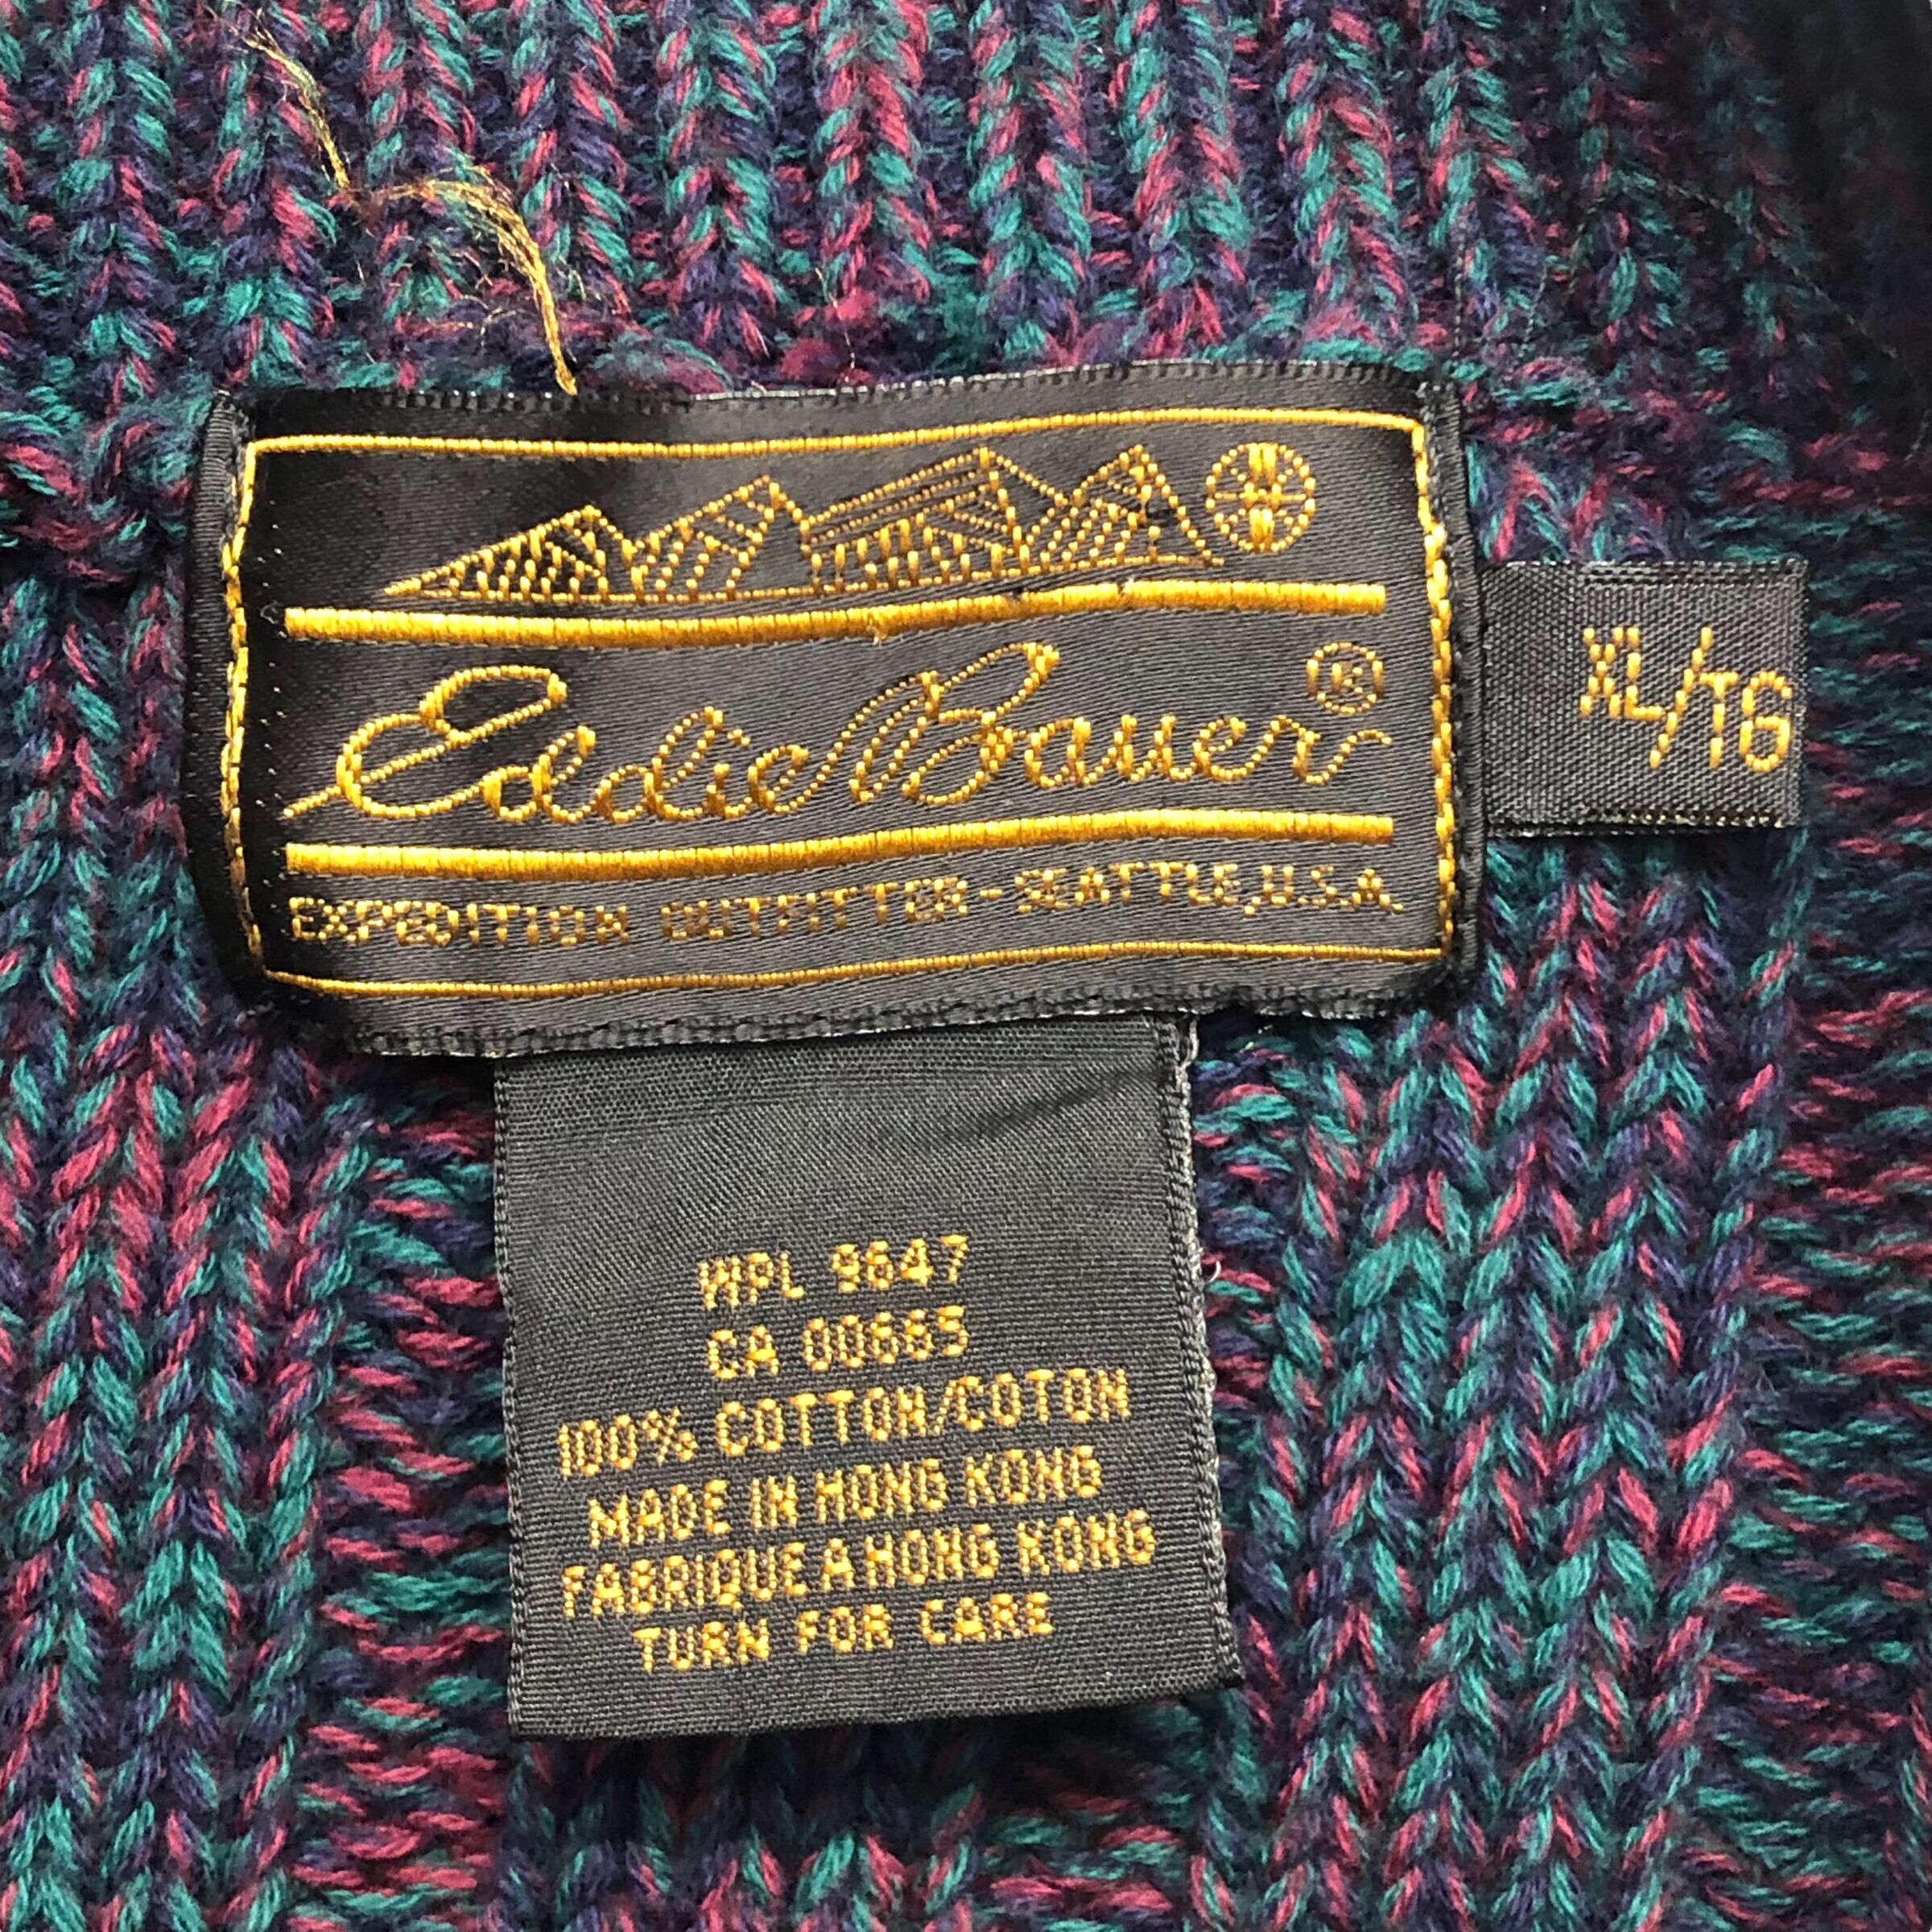 Eddie Bauer®
EXPEDITION OUTFITTER-SEATTLE,U.S.A.
XL/TG
WPL 9647
CA 00665
100% COTTON/COTON
MADE IN HONG KONG
FABRIQUE A HONG KONG
TURN FOR CARE